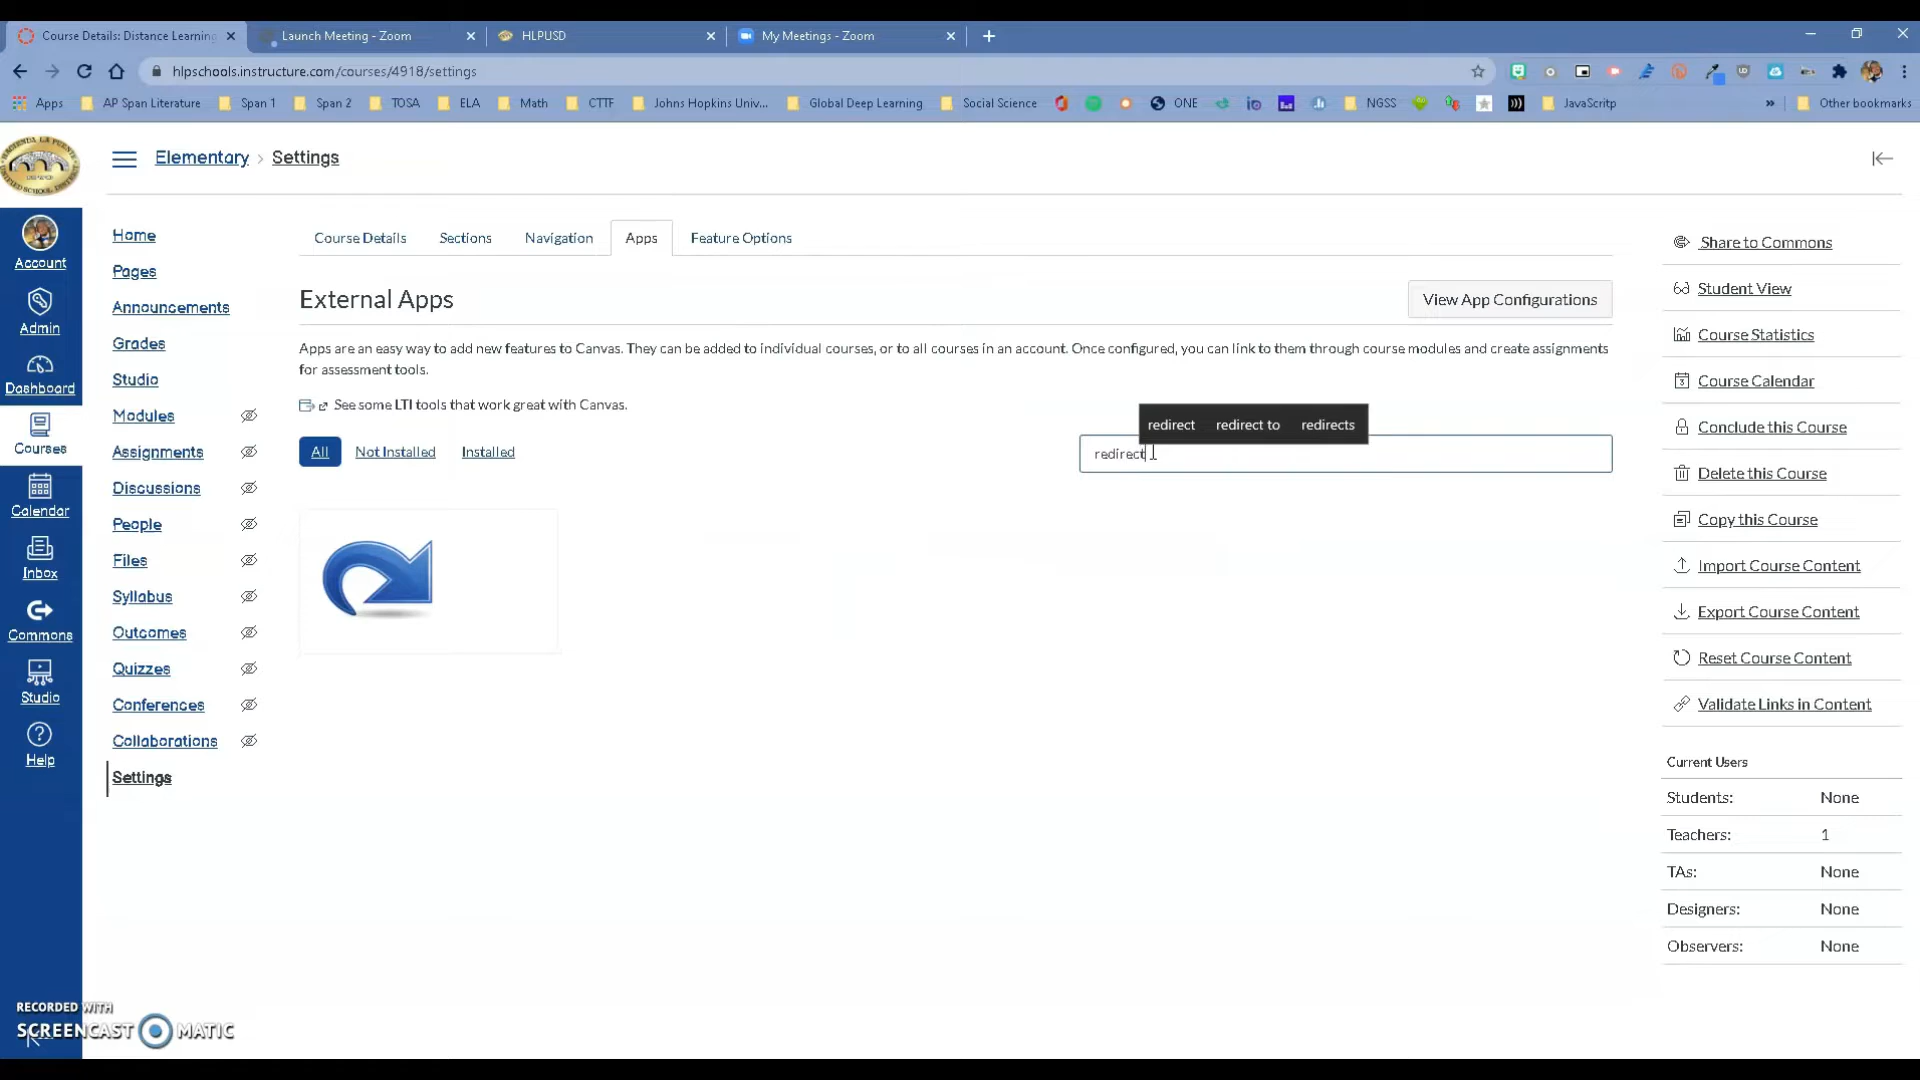 Course Details: Distance Learning
Launch Meeting - Zoom
HLPUSD
My Meetings - Zoom
hlpschools.instructure.com/courses/4918/settings
Apps
AP Span Literature
Span 1
Span 2
TOSA
ELA
Math
CTTF
Johns Hopkins Univ...
Global Deep Learning
Social Science
ONE
NGSS
JavaScritp
Other bookmarks
Elementary > Settings
Account
Admin
Dashboard
Courses
Calendar
Inbox
Commons
Studio
Help
Home
Pages
Announcements
Grades
Studio
Modules
Assignments
Discussions
People
Files
Syllabus
Outcomes
Quizzes
Conferences
Collaborations
Settings
Course Details
Sections
Navigation
Apps
Feature Options
External Apps
View App Configurations
Apps are an easy way to add new features to Canvas. They can be added to individual courses, or to all courses in an account. Once configured, you can link to them through course modules and create assignments
for assessment tools.
See some LTI tools that work great with Canvas.
redirect redirect to redirects
All
Not Installed
Installed
redirect
Share to Commons
Student View
Course Statistics
Course Calendar
Conclude this Course
Delete this Course
Copy this Course
Import Course Content
Export Course Content
Reset Course Content
Validate Links in Content
Current Users
Students: None
Teachers: 1
TAs: None
Designers: None
Observers: None
RECORDED WITH
SCREENCAST MATIC